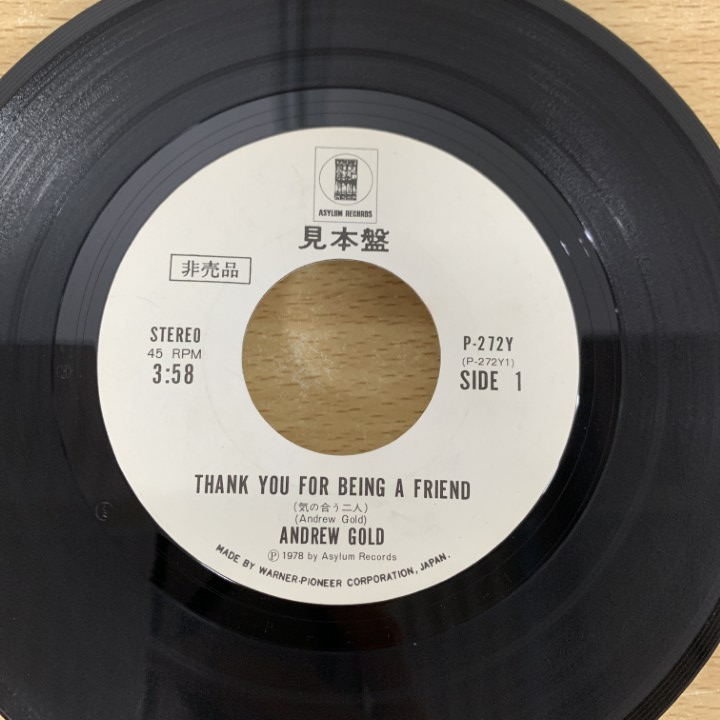 ASYLUM RECORDS
見本盤
非売品
STEREO
45 RPM
3:58
P-272Y
(P-272Y1)
SIDE 1
THANK YOU FOR BEING A FRIEND
(気の合う二人)
(Andrew Gold)
ANDREW GOLD
Ⓟ 1978 by Asylum Records
MADE BY WARNER-PIONEER CORPORATION, JAPAN.